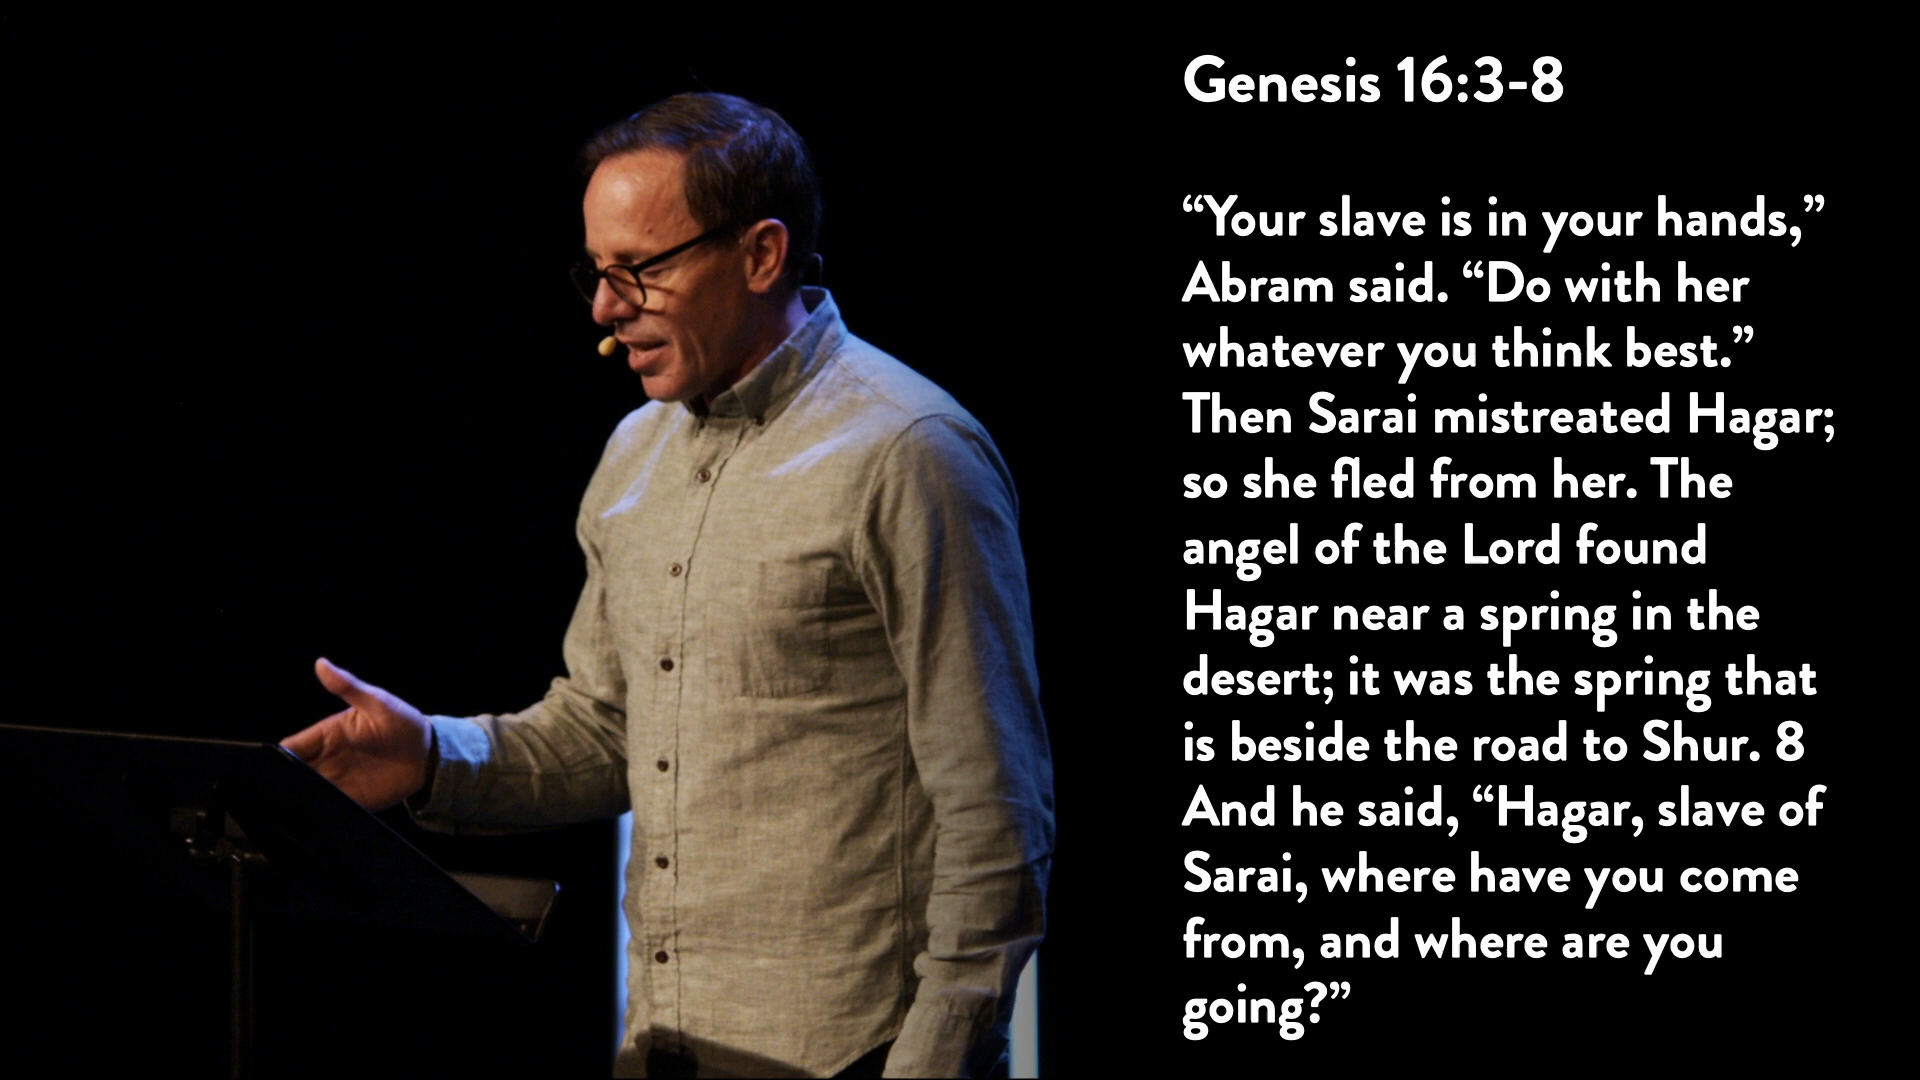 Genesis 16:3-8
“Your slave is in your hands,”
Abram said. “Do with her
whatever you think best.”
Then Sarai mistreated Hagar;
so she fled from her. The
angel of the Lord found
Hagar near a spring in the
desert; it was the spring that
is beside the road to Shur. 8
And he said, “Hagar, slave of
Sarai, where have you come
from, and where are you
going?”